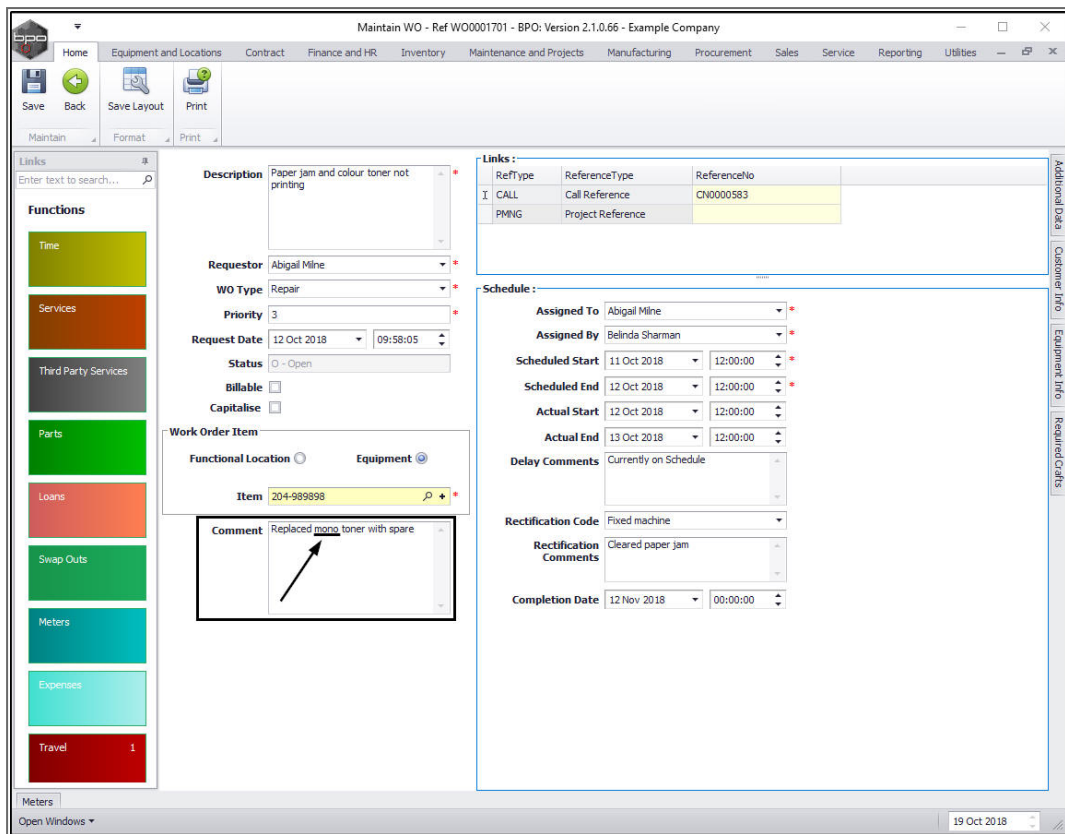 Maintain WO - Ref WO0001701 - BPO: Version 2.1.0.66 - Example Company
bpo
Home Equipment and Locations Contract Finance and HR Inventory Maintenance and Projects Manufacturing Procurement Sales Service Reporting Utilities
Save Back Save Layout Print
Maintain Format Print
Links
Enter text to search...
Functions
Time
Services
Third Party Services
Parts
Loans
Swap Outs
Meters
Expenses
Travel 1
Description Paper jam and colour toner not
printing
*
Requestor Abigail Milne *
WO Type Repair *
Priority 3 *
Request Date 12 Oct 2018 09:58:05
Status O - Open
Billable
Capitalise
Work Order Item
Functional Location Equipment
Item 204-989898 *
Comment Replaced mono toner with spare
Links :
RefType ReferenceType ReferenceNo
CALL Call Reference CN0000583
PMNG Project Reference
Schedule :
Assigned To Abigail Milne *
Assigned By Belinda Sharman *
Scheduled Start 11 Oct 2018 12:00:00 *
Scheduled End 12 Oct 2018 12:00:00 *
Actual Start 12 Oct 2018 12:00:00
Actual End 13 Oct 2018 12:00:00
Delay Comments Currently on Schedule
Rectification Code Fixed machine
Rectification Cleared paper jam
Comments
Completion Date 12 Nov 2018 00:00:00
Additional Data
Customer Info
Equipment Info
Required Crafts
Meters
Open Windows
19 Oct 2018